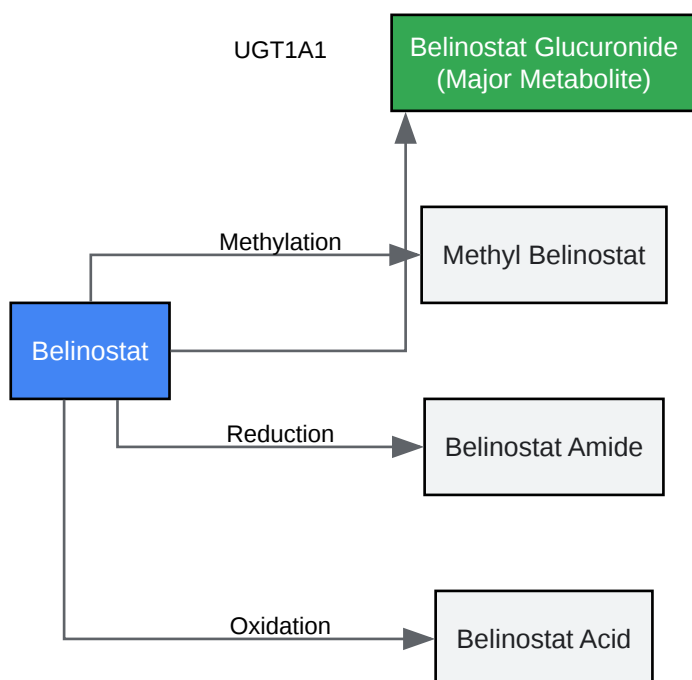 UGT1A1
Belinostat Glucuronide
(Major Metabolite)
Methylation
Methyl Belinostat
Belinostat
Reduction
Belinostat Amide
Oxidation
Belinostat Acid